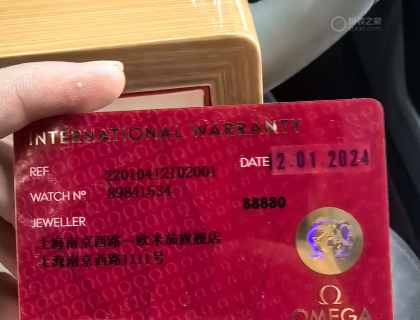 INTERNATIONAL WARRANTY
REF. 22010412102001 DATE 12.01.2024
WATCH Nº 89841534
88880
JEWELLER
上海南京西路一欧米茄旗舰店
上海南京西路1111号
Ω
OMEGA